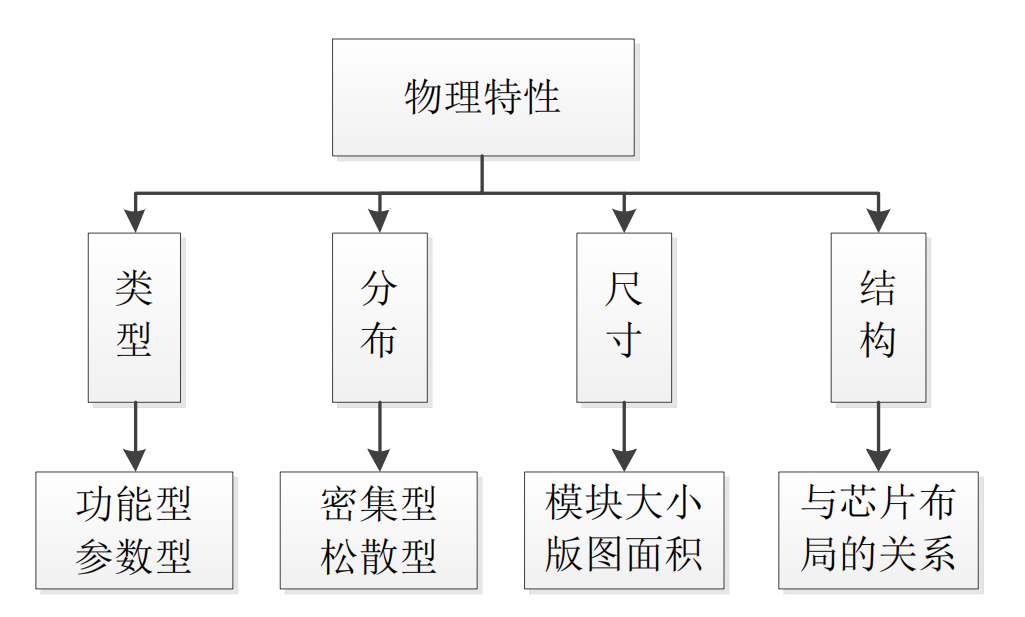 物理特性
类
型
分
布
尺
寸
结
构
功能型
参数型
密集型
松散型
模块大小
版图面积
与芯片布
局的关系